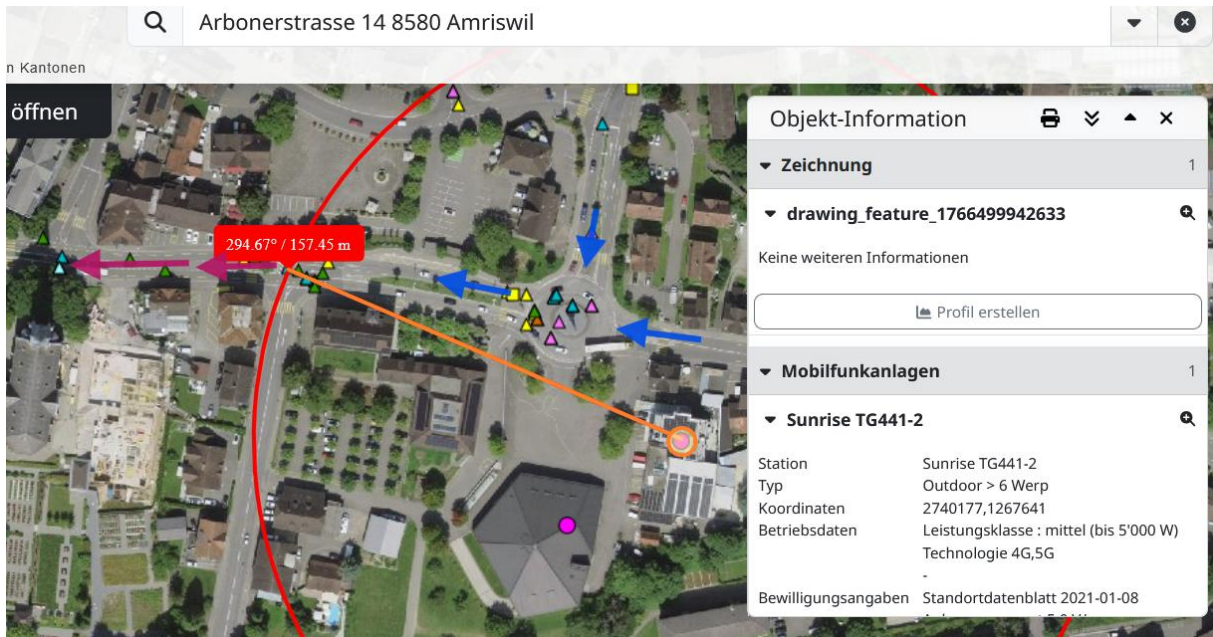 Arbonerstrasse 14 8580 Amriswil
n Kantonen
öffnen
294.67° / 157.45 m
Objekt-Information
Zeichnung 1
drawing_feature_1766499942633
Keine weiteren Informationen
Profil erstellen
Mobilfunkanlagen 1
Sunrise TG441-2
Station Sunrise TG441-2
Typ Outdoor > 6 Werp
Koordinaten 2740177,1267641
Betriebsdaten Leistungsklasse : mittel (bis 5'000 W)
Technologie 4G,5G
-
Bewilligungsangaben Standortdatenblatt 2021-01-08